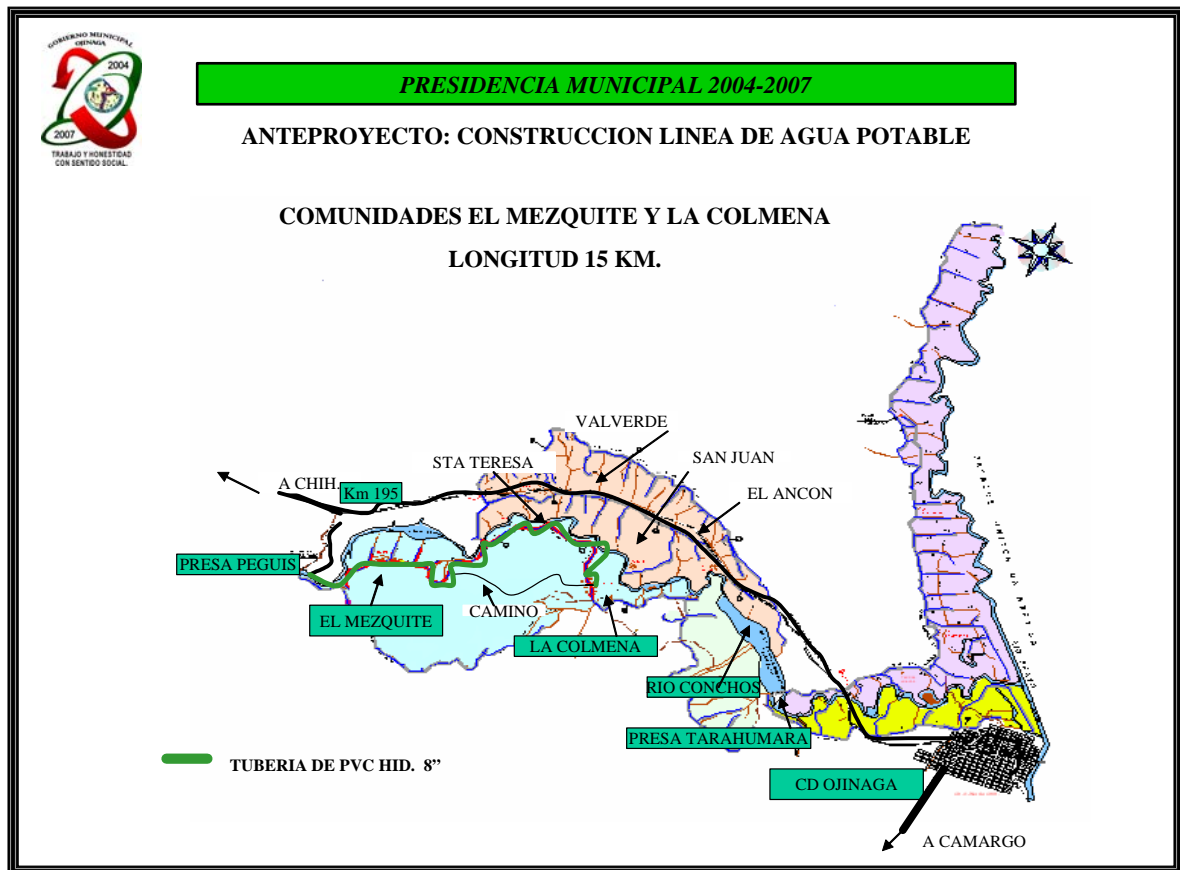 GOBIERNO MUNICIPAL
OJINAGA
2004
2007
TRABAJO Y HONESTIDAD
CON SENTIDO SOCIAL.
PRESIDENCIA MUNICIPAL 2004-2007
ANTEPROYECTO: CONSTRUCCION LINEA DE AGUA POTABLE
COMUNIDADES EL MEZQUITE Y LA COLMENA
LONGITUD 15 KM.
VALVERDE
STA TERESA
SAN JUAN
A CHIH.
Km 195
EL ANCON
PRESA PEGUIS
CAMINO
EL MEZQUITE
LA COLMENA
RIO CONCHOS
PRESA TARAHUMARA
TUBERIA DE PVC HID. 8”
CD OJINAGA
A CAMARGO